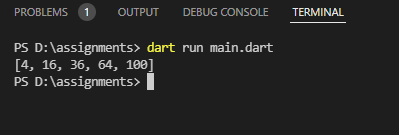 PROBLEMS 1 OUTPUT DEBUG CONSOLE TERMINAL
PS D:\assignments> dart run main.dart
[4, 16, 36, 64, 100]
PS D:\assignments>